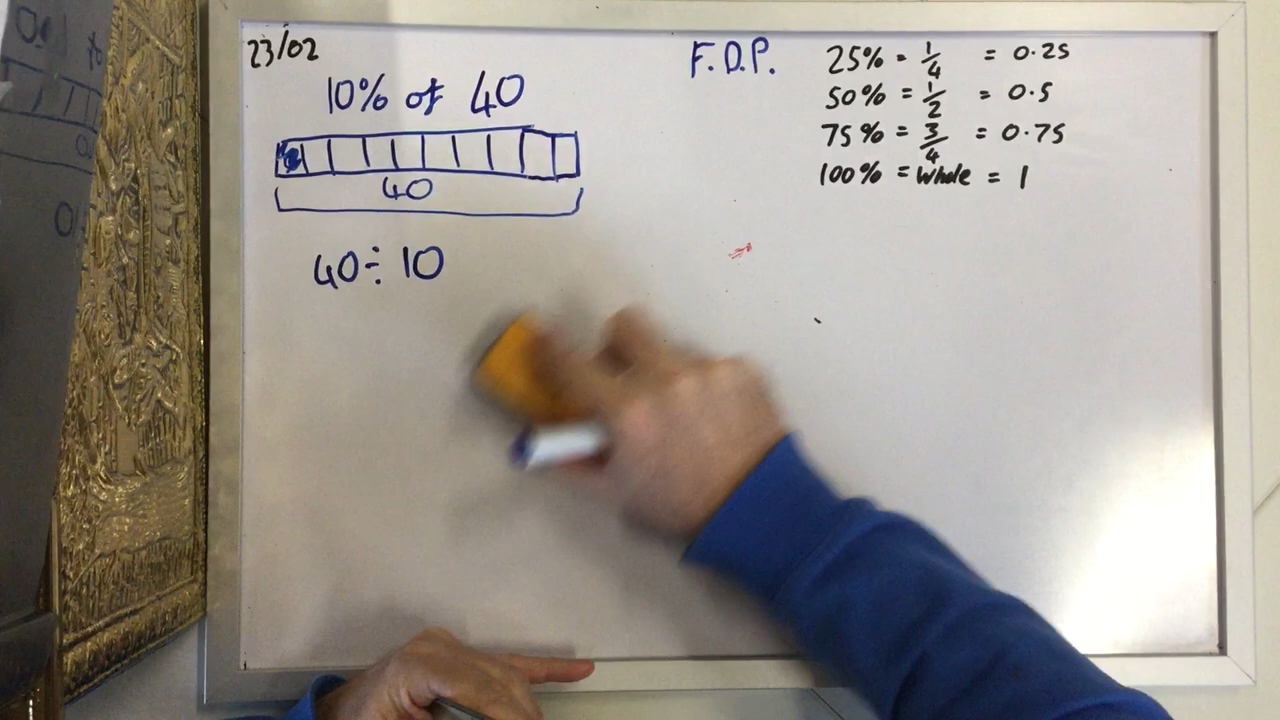 23/02
10% of 40
40
40 ÷ 10
F.D.P.
25% = 1/4 = 0.25
50% = 1/2 = 0.5
75% = 3/4 = 0.75
100% = Whole = 1